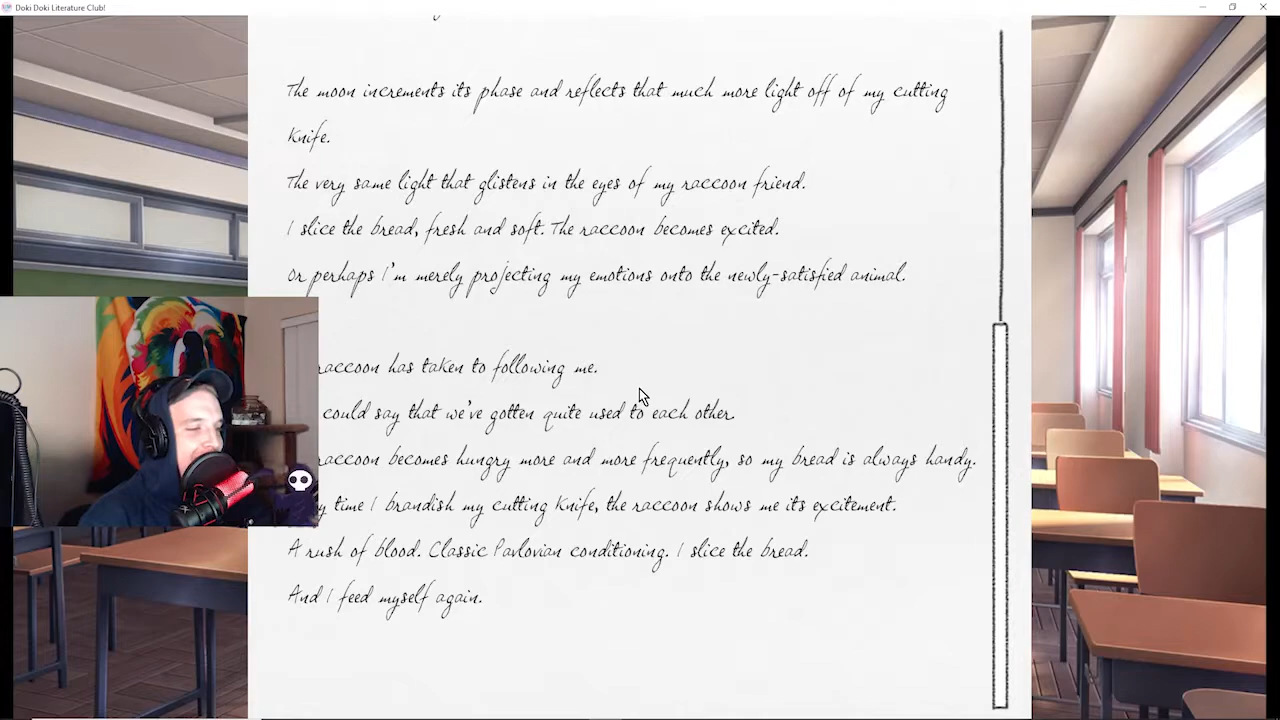 Doki Doki Literature Club!
The moon increments its phase and reflects that much more light off of my cutting
knife.
The very same light that glistens in the eyes of my raccoon friend.
I slice the bread, fresh and soft. The raccoon becomes excited.
Or perhaps I'm merely projecting my emotions onto the newly-satisfied animal.
raccoon has taken to following me.
could say that we've gotten quite used to each other.
raccoon becomes hungry more and more frequently, so my bread is always handy.
time I brandish my cutting knife, the raccoon shows me its excitement.
A rush of blood. Classic Pavlovian conditioning. I slice the bread.
And I feed myself again.